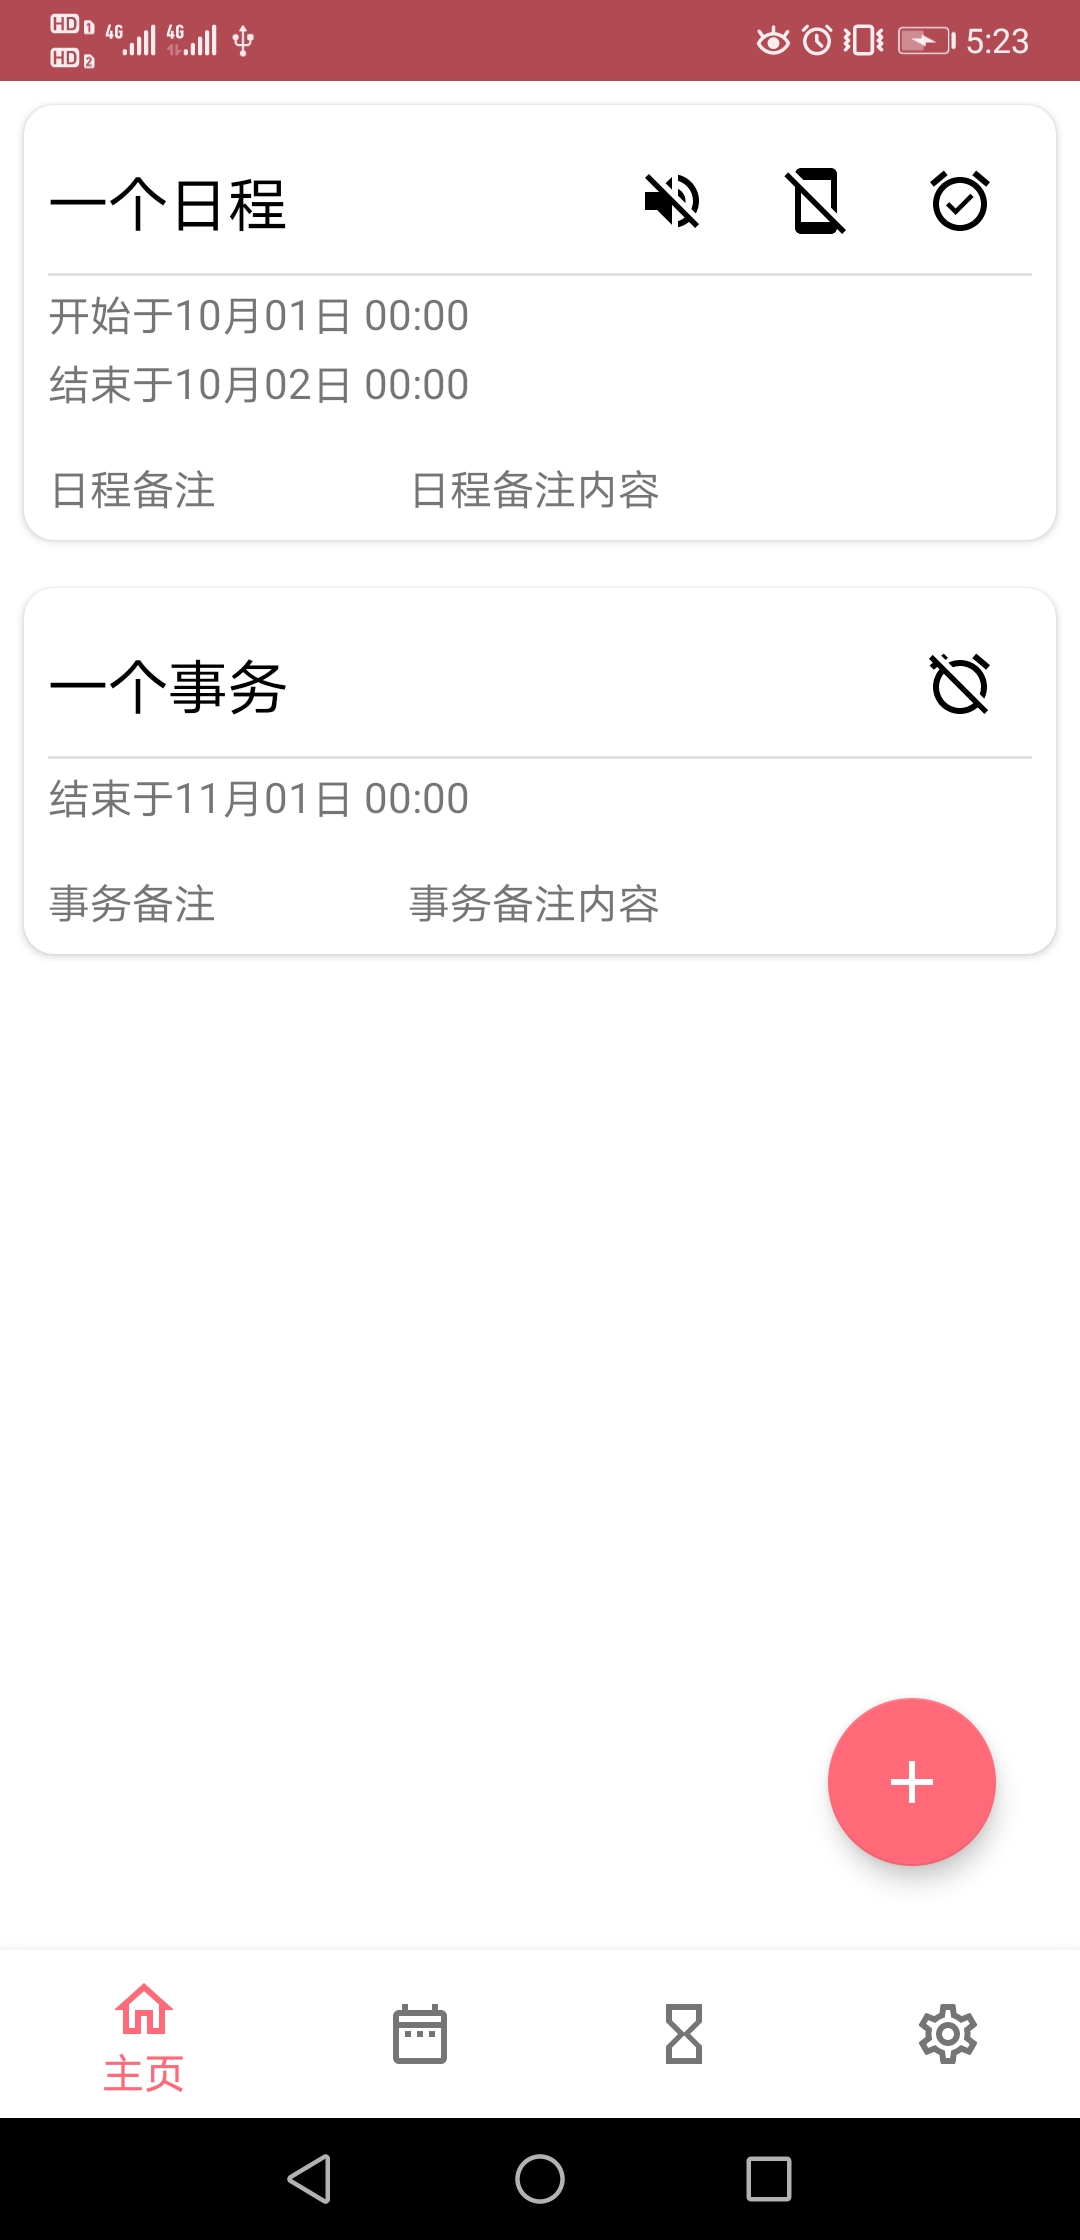 HD 1 4G 4G 5:23
HD 2
一个日程
开始于10月01日 00:00
结束于10月02日 00:00
日程备注 日程备注内容
一个事务
结束于11月01日 00:00
事务备注 事务备注内容
主页